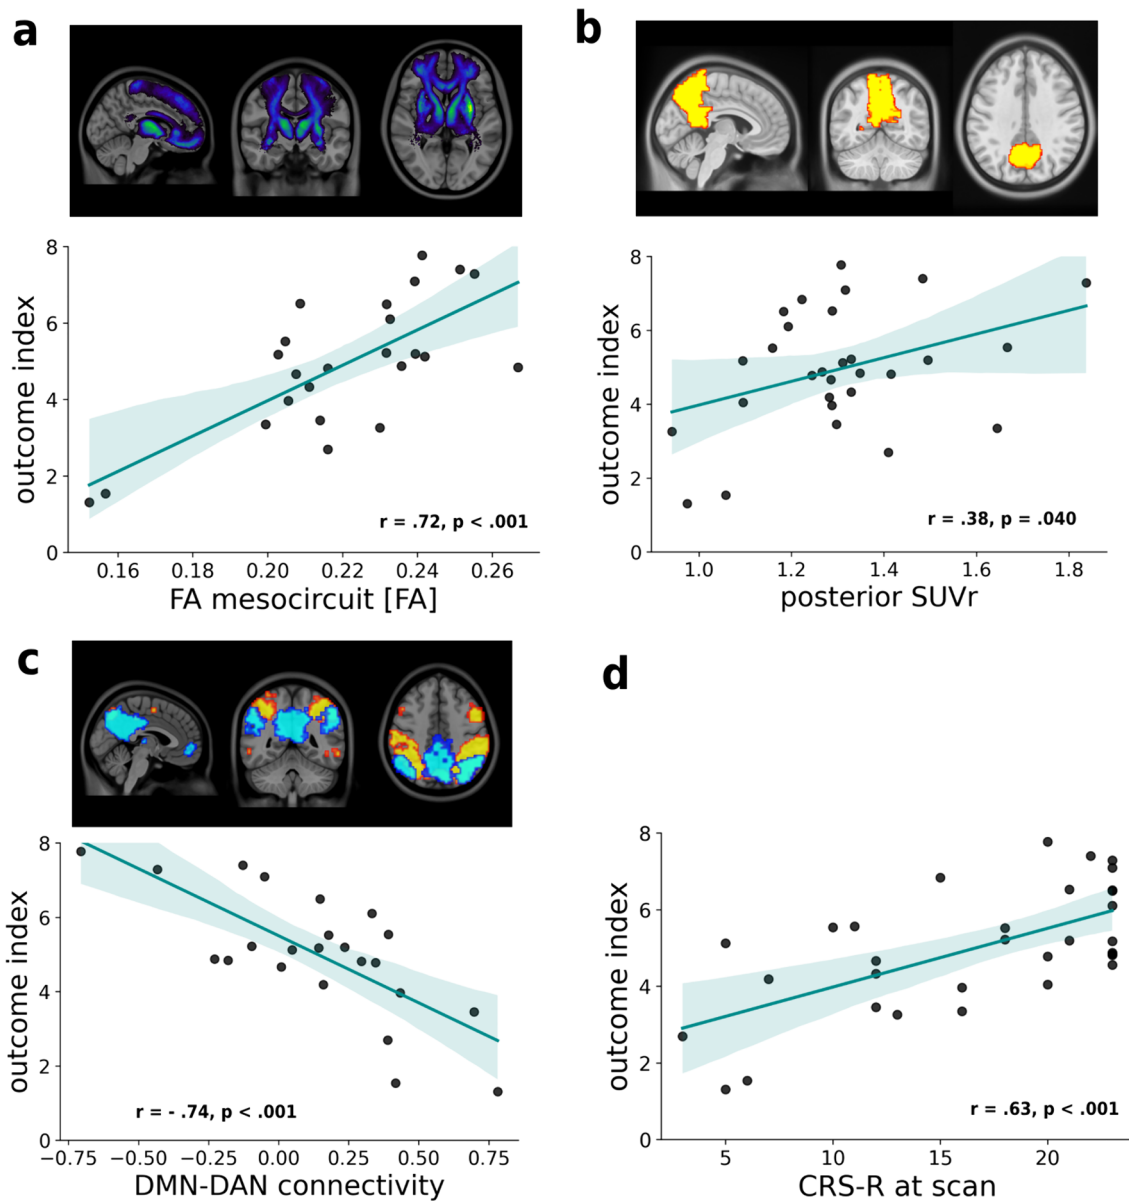 a
8
6
4
2
0
outcome index
r = .72, p < .001
0.16 0.18 0.20 0.22 0.24 0.26
FA mesocircuit [FA]
b
8
6
4
2
0
outcome index
r = .38, p = .040
1.0 1.2 1.4 1.6 1.8
posterior SUVr
c
8
6
4
2
0
outcome index
r = - .74, p < .001
−0.75 −0.50 −0.25 0.00 0.25 0.50 0.75
DMN-DAN connectivity
d
8
6
4
2
0
outcome index
r = .63, p < .001
5 10 15 20
CRS-R at scan